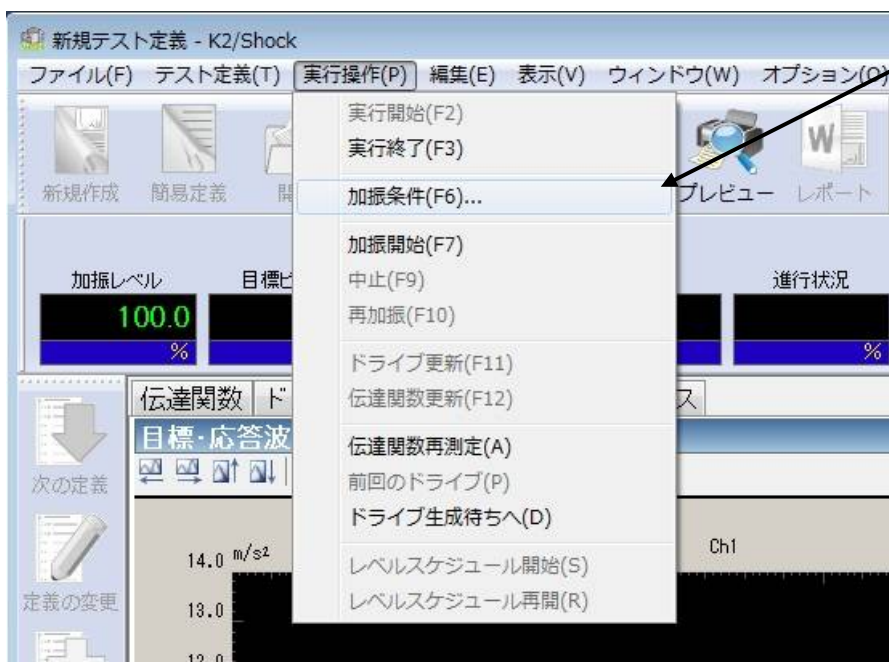 新規テスト定義 - K2/Shock
ファイル(F) テスト定義(T) 実行操作(P) 編集(E) 表示(V) ウィンドウ(W) オプション(O)
新規作成 簡易定義 プレビュー レポート
実行開始(F2)
実行終了(F3)
加振条件(F6)...
加振開始(F7)
中止(F9)
再加振(F10)
ドライブ更新(F11)
伝達関数更新(F12)
伝達関数再測定(A)
前回のドライブ(P)
ドライブ生成待ちへ(D)
レベルスケジュール開始(S)
レベルスケジュール再開(R)
加振レベル 目標 進行状況
100.0
% %
伝達関数 ド ス
目標・応答波
次の定義
定義の変更
14.0 m/s² Ch1
13.0
12.0